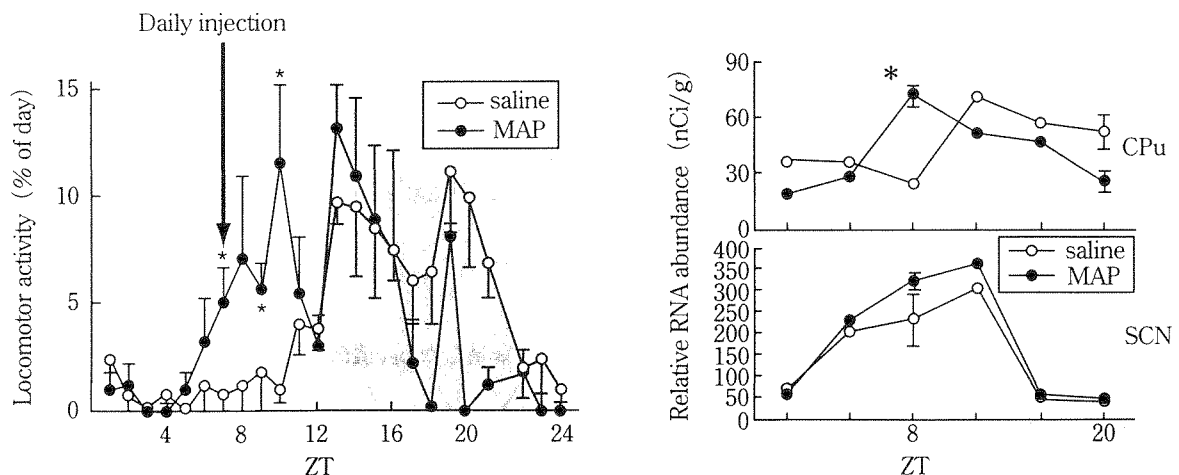 Daily injection
Locomotor activity (% of day)
15
10
5
0
*
*
*
saline
MAP
4
8
12
16
20
24
ZT
Relative RNA abundance (nCi/g)
90
60
30
0
*
CPu
400
350
300
250
200
150
100
50
0
saline
MAP
SCN
8
20
ZT